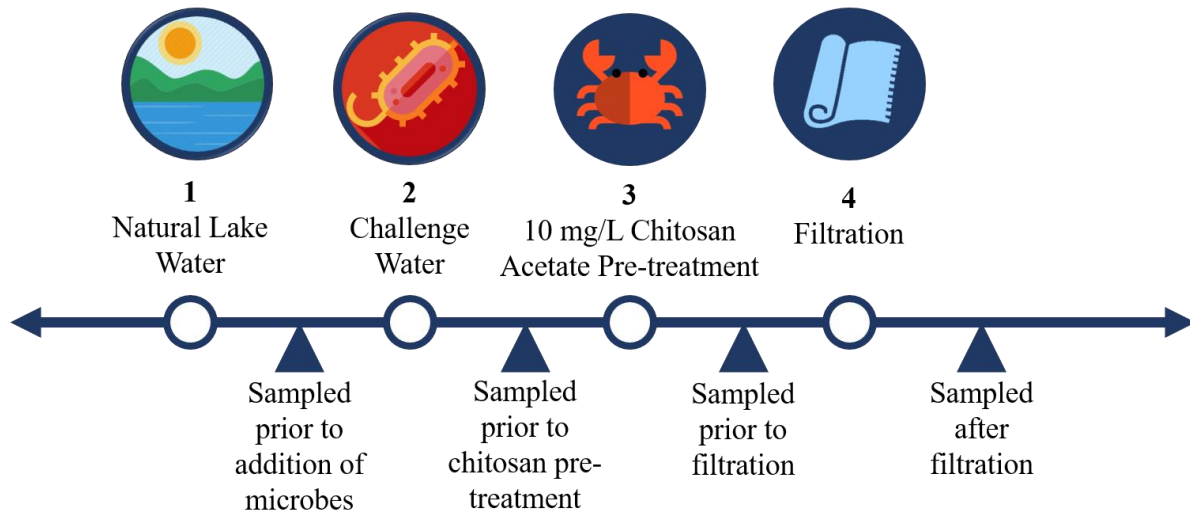 1
Natural Lake
Water
2
Challenge
Water
3
10 mg/L Chitosan
Acetate Pre-treatment
4
Filtration
Sampled
prior to
addition of
microbes
Sampled
prior to
chitosan pre-
treatment
Sampled
prior to
filtration
Sampled
after
filtration